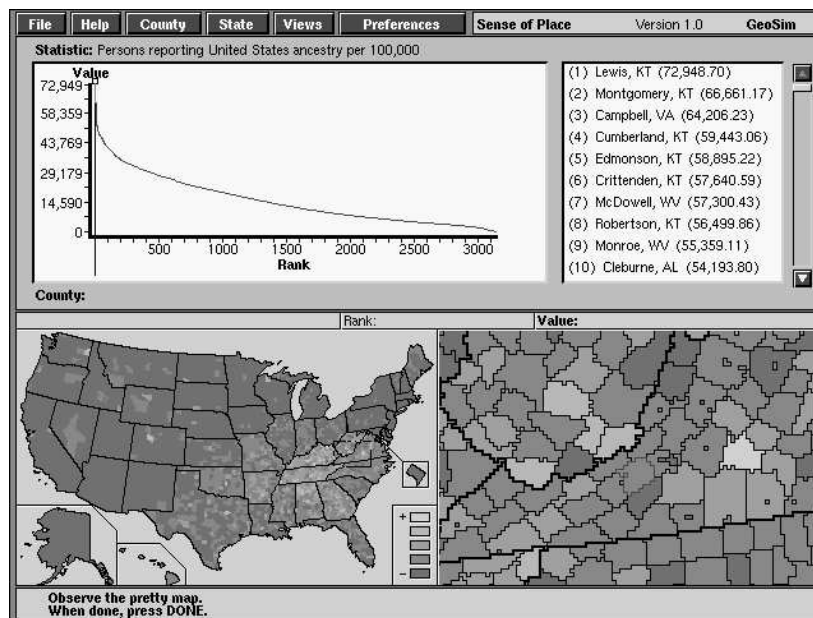 File Help County State Views Preferences Sense of Place Version 1.0 GeoSim
Statistic: Persons reporting United States ancestry per 100,000
Value
72,949
58,359
43,769
29,179
14,590
0
500 1000 1500 2000 2500 3000
Rank
(1) Lewis, KT (72,948.70)
(2) Montgomery, KT (66,661.17)
(3) Campbell, VA (64,206.23)
(4) Cumberland, KT (59,443.06)
(5) Edmonson, KT (58,895.22)
(6) Crittenden, KT (57,640.59)
(7) McDowell, WV (57,300.43)
(8) Robertson, KT (56,499.86)
(9) Monroe, WV (55,359.11)
(10) Cleburne, AL (54,193.80)
County:
Rank: Value:
+
-
Observe the pretty map.
When done, press DONE.